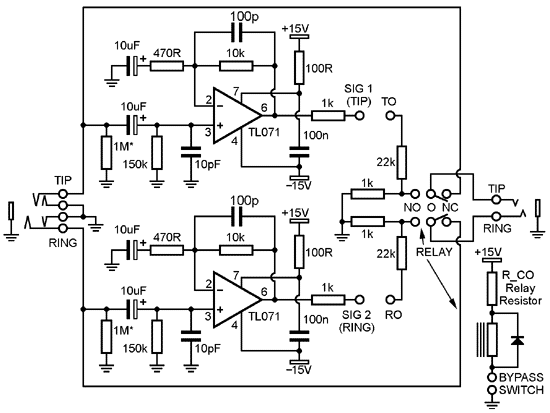 100p
+15V
10uF
+
470R
10k
100R
10uF
+
2
7
−
6
+
3
4
TL071
1k
SIG 1
(TIP)
TO
1M*
150k
10pF
100n
22k
−15V
TIP
RING
1k
NO O NC
TIP
1k
RING
RELAY
100p
+15V
10uF
+
470R
10k
100R
22k
+15V
10uF
+
2
7
−
6
+
3
4
TL071
1k
SIG 2
(RING)
RO
R_CO
Relay
Resistor
1M*
150k
10pF
100n
−15V
BYPASS
SWITCH